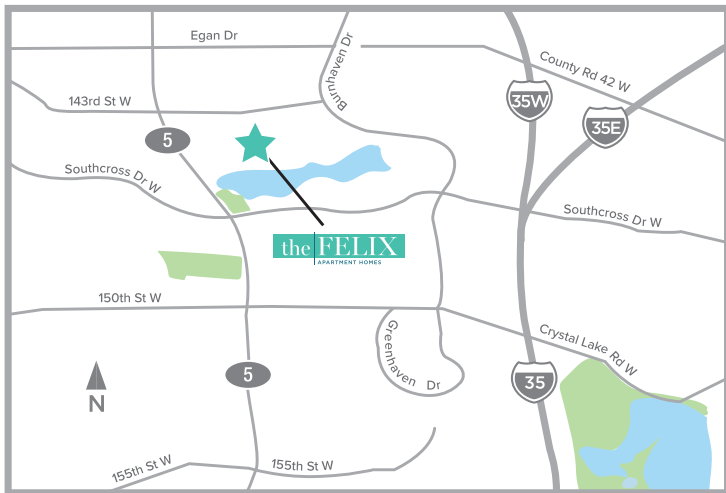 Egan Dr
Burnhaven Dr
County Rd 42 W
35W
143rd St W
35E
5
Southcross Dr W
Southcross Dr W
the FELIX
APARTMENT HOMES
150th St W
Greenhaven Dr
Crystal Lake Rd W
5
35
N
155th St W
155th St W